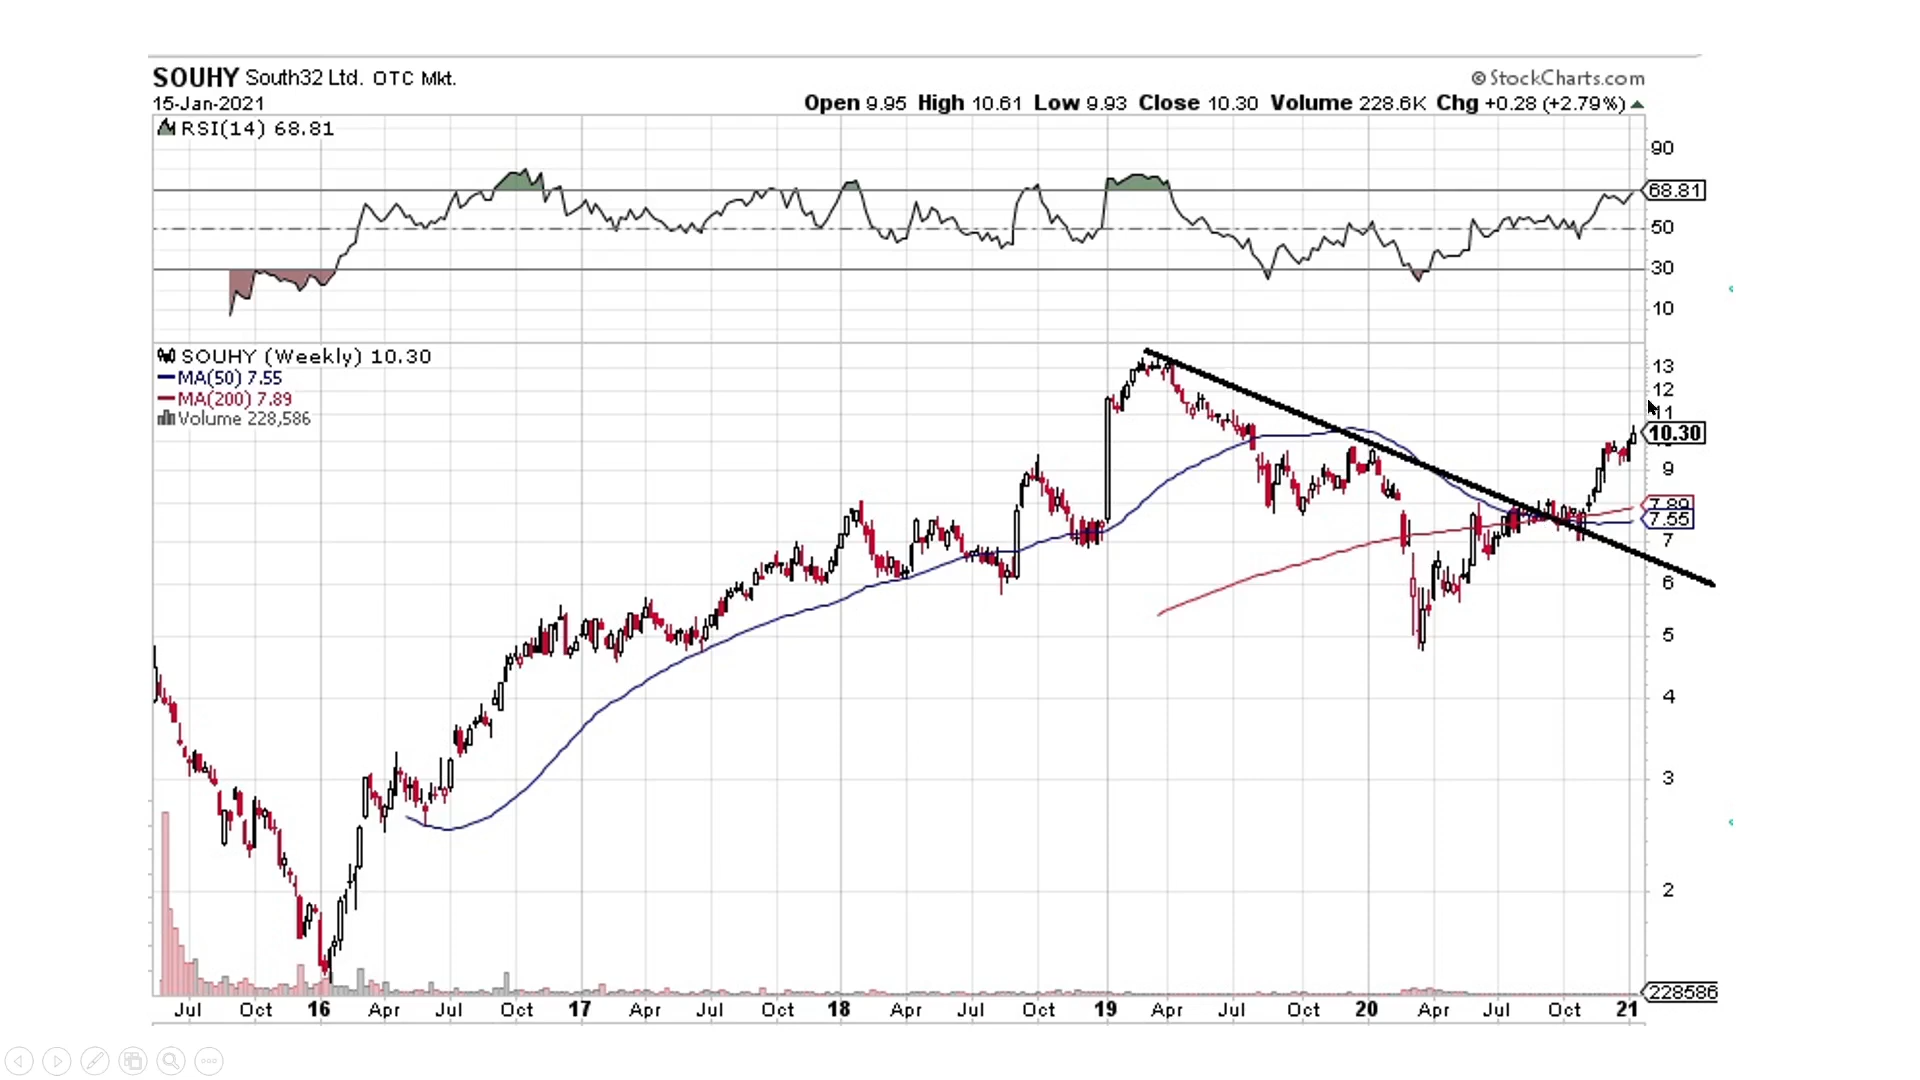 SOUHY South32 Ltd. OTC Mkt.
© StockCharts.com
15-Jan-2021
Open 9.95 High 10.61 Low 9.93 Close 10.30 Volume 228.6K Chg +0.28 (+2.79%)
RSI(14) 68.81
90
68.81
50
30
10
SOUHY (Weekly) 10.30
MA(50) 7.55
MA(200) 7.89
Volume 228,586
13
12
11
10.30
9
7.89
7.55
7
6
5
4
3
2
228586
Jul Oct 16 Apr Jul Oct 17 Apr Jul Oct 18 Apr Jul Oct 19 Apr Jul Oct 20 Apr Jul Oct 21